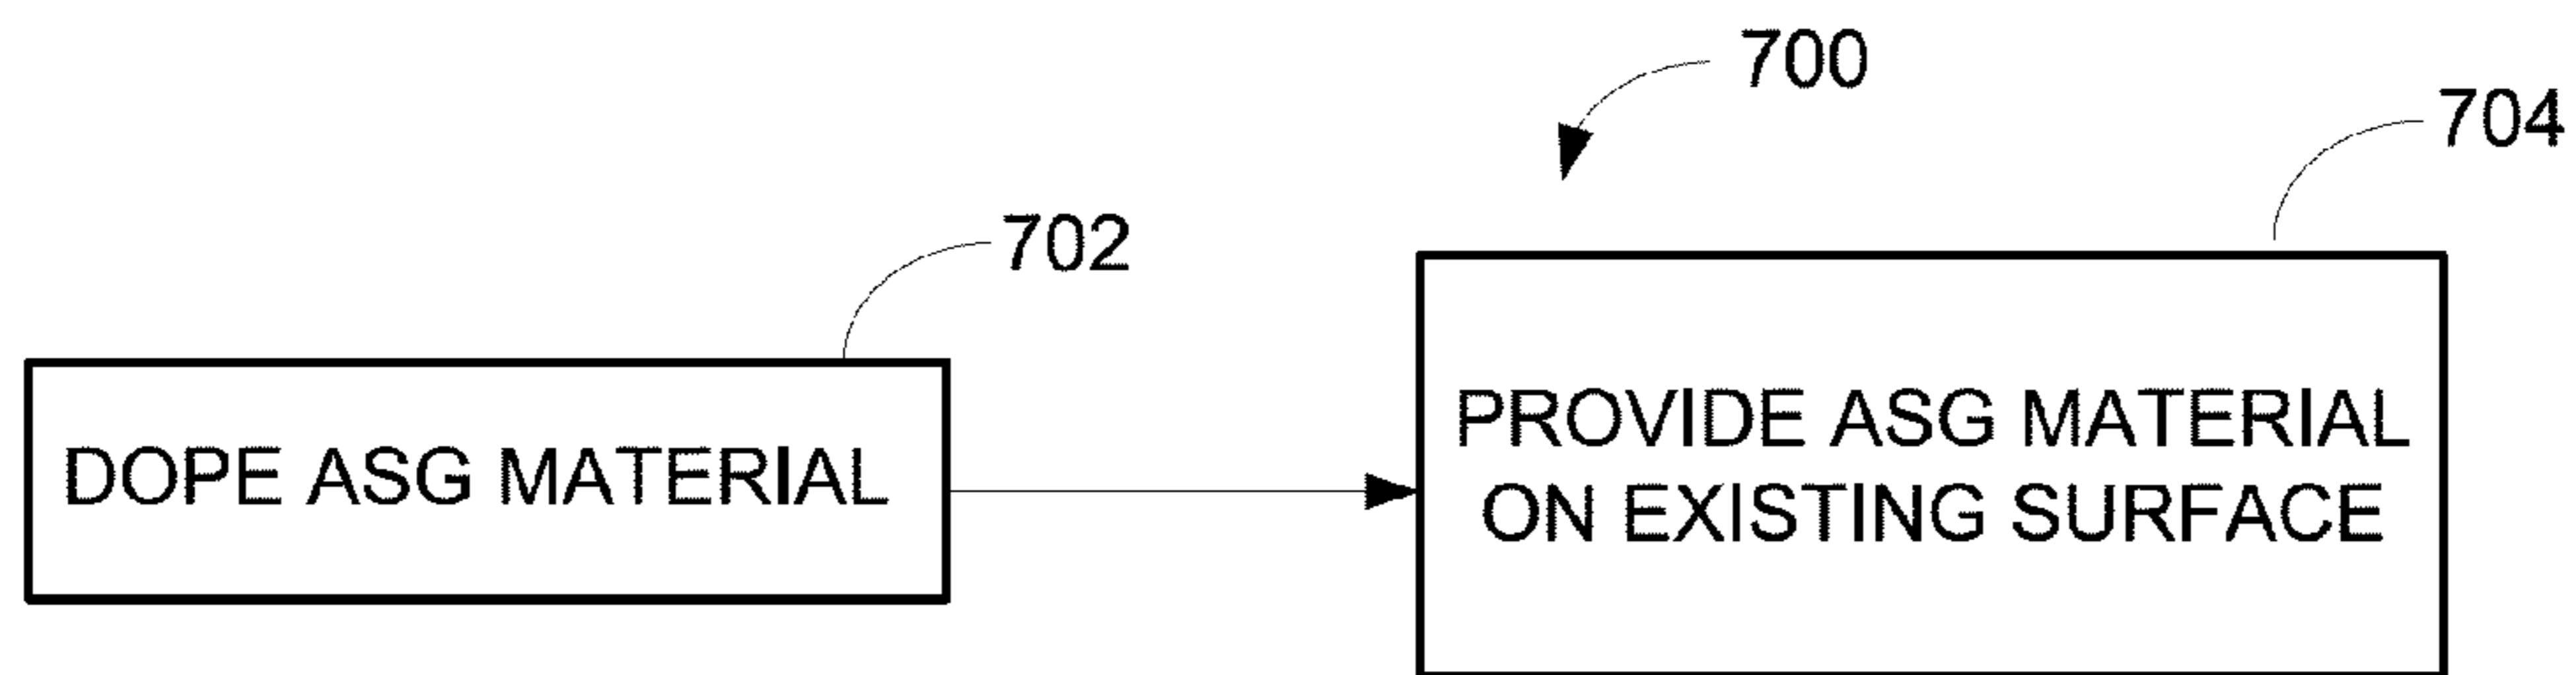 700
704
702
DOPE ASG MATERIAL
PROVIDE ASG MATERIAL
ON EXISTING SURFACE